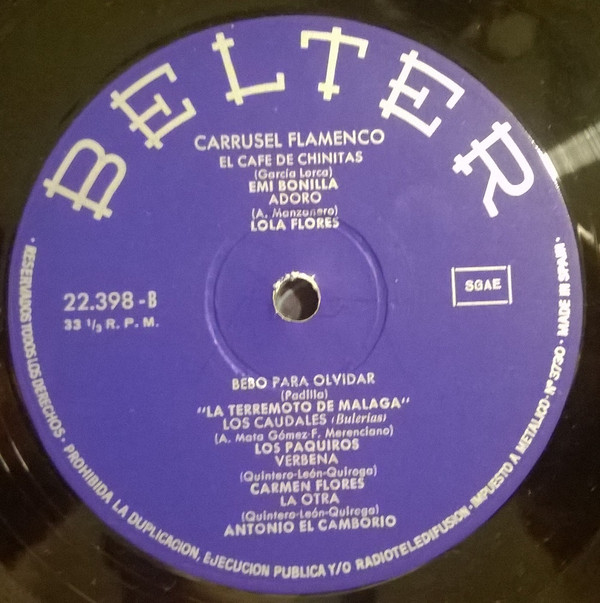 BELTER
CARRUSEL FLAMENCO
EL CAFE DE CHINITAS
(García Lorca)
EMI BONILLA
ADORO
(A. Manzanero)
LOLA FLORES
22.398-B
33 1/3 R. P. M.
SGAE
BEBO PARA OLVIDAR
(Padilla)
"LA TERREMOTO DE MALAGA"
LOS CAUDALES (Bulerías)
(A. Mata Gómez-F. Merenciano)
LOS PAQUIROS
VERBENA
(Quintero-León-Quiroga)
CARMEN FLORES
LA OTRA
(Quintero-León-Quiroga)
ANTONIO EL CAMBORIO
· RESERVADOS TODOS LOS DERECHOS · PROHIBIDA LA DUPLICACION, EJECUCION PUBLICA Y/O RADIOTELEDIFUSION · IMPUESTO A METALICO · Nº 3730 · MADE IN SPAIN ·